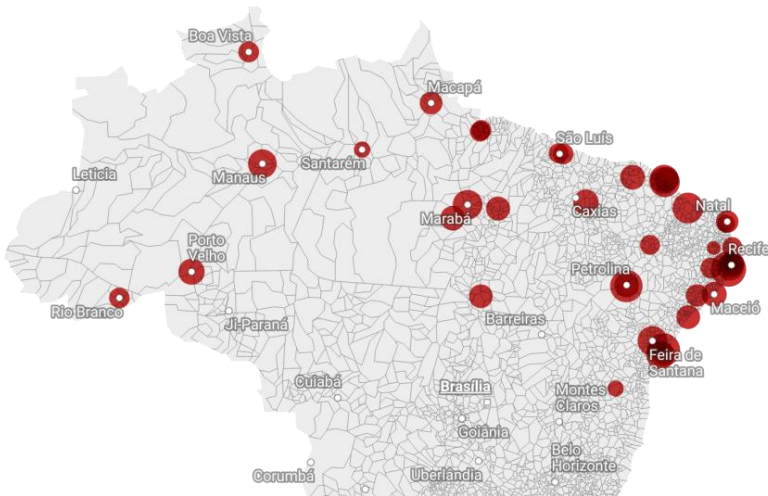 Boa Vista
Macapá
São Luís
Santarém
Leticia
Manaus
Marabá
Caxias
Natal
Porto
Velho
Recife
Petrolina
Rio Branco
Maceió
Ji-Paraná
Barreiras
Feira de
Santana
Cuiabá
Brasília
Montes
Claros
Goiânia
Belo
Horizonte
Corumbá
Uberlândia